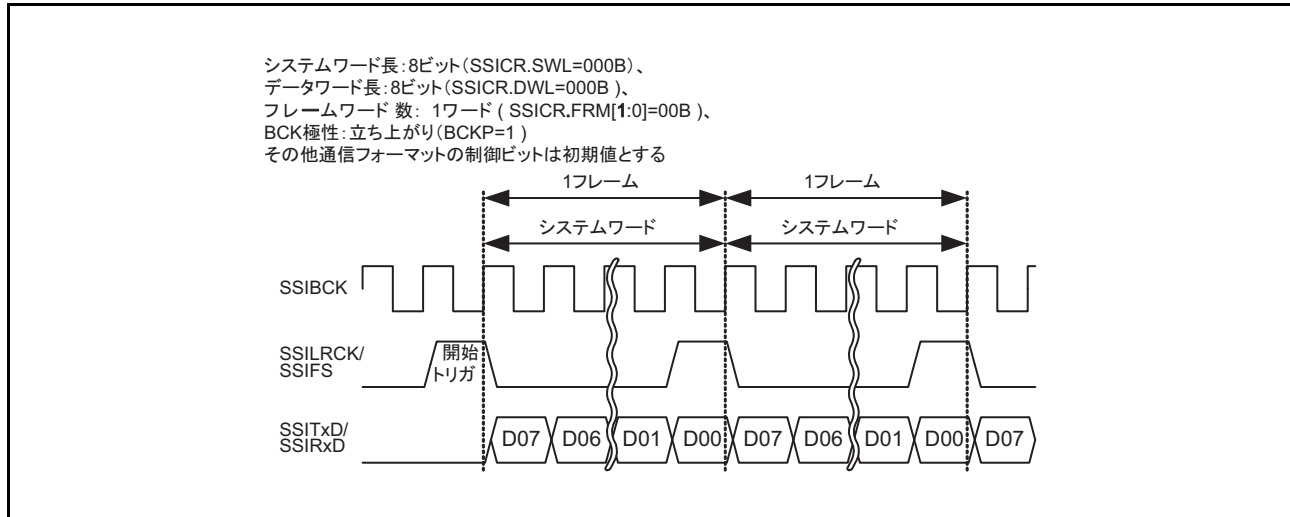 システムワード長:8ビット(SSICR.SWL=000B)、
データワード長:8ビット(SSICR.DWL=000B )、
フレームワード 数: 1ワード ( SSICR.FRM[1:0]=00B )、
BCK極性:立ち上がり(BCKP=1 )
その他通信フォーマットの制御ビットは初期値とする
1フレーム 1フレーム
システムワード システムワード
SSIBCK
SSILRCK/
SSIFS
開始
トリガ
SSITxD/
SSIRxD
D07 D06 D01 D00 D07 D06 D01 D00 D07